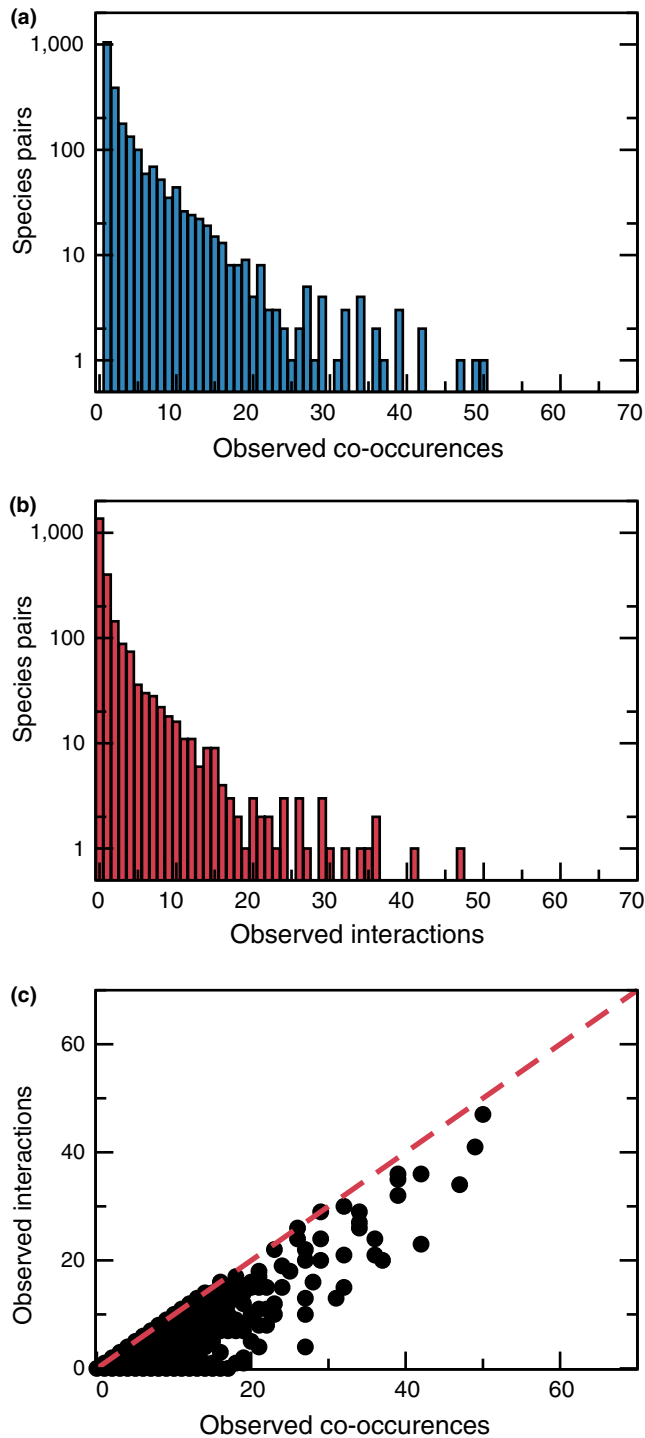 (a)
1,000
100
10
1
Species pairs
0 10 20 30 40 50 60 70
Observed co-occurences
(b)
1,000
100
10
1
Species pairs
0 10 20 30 40 50 60 70
Observed interactions
(c)
60
40
20
0
Observed interactions
0 20 40 60
Observed co-occurences